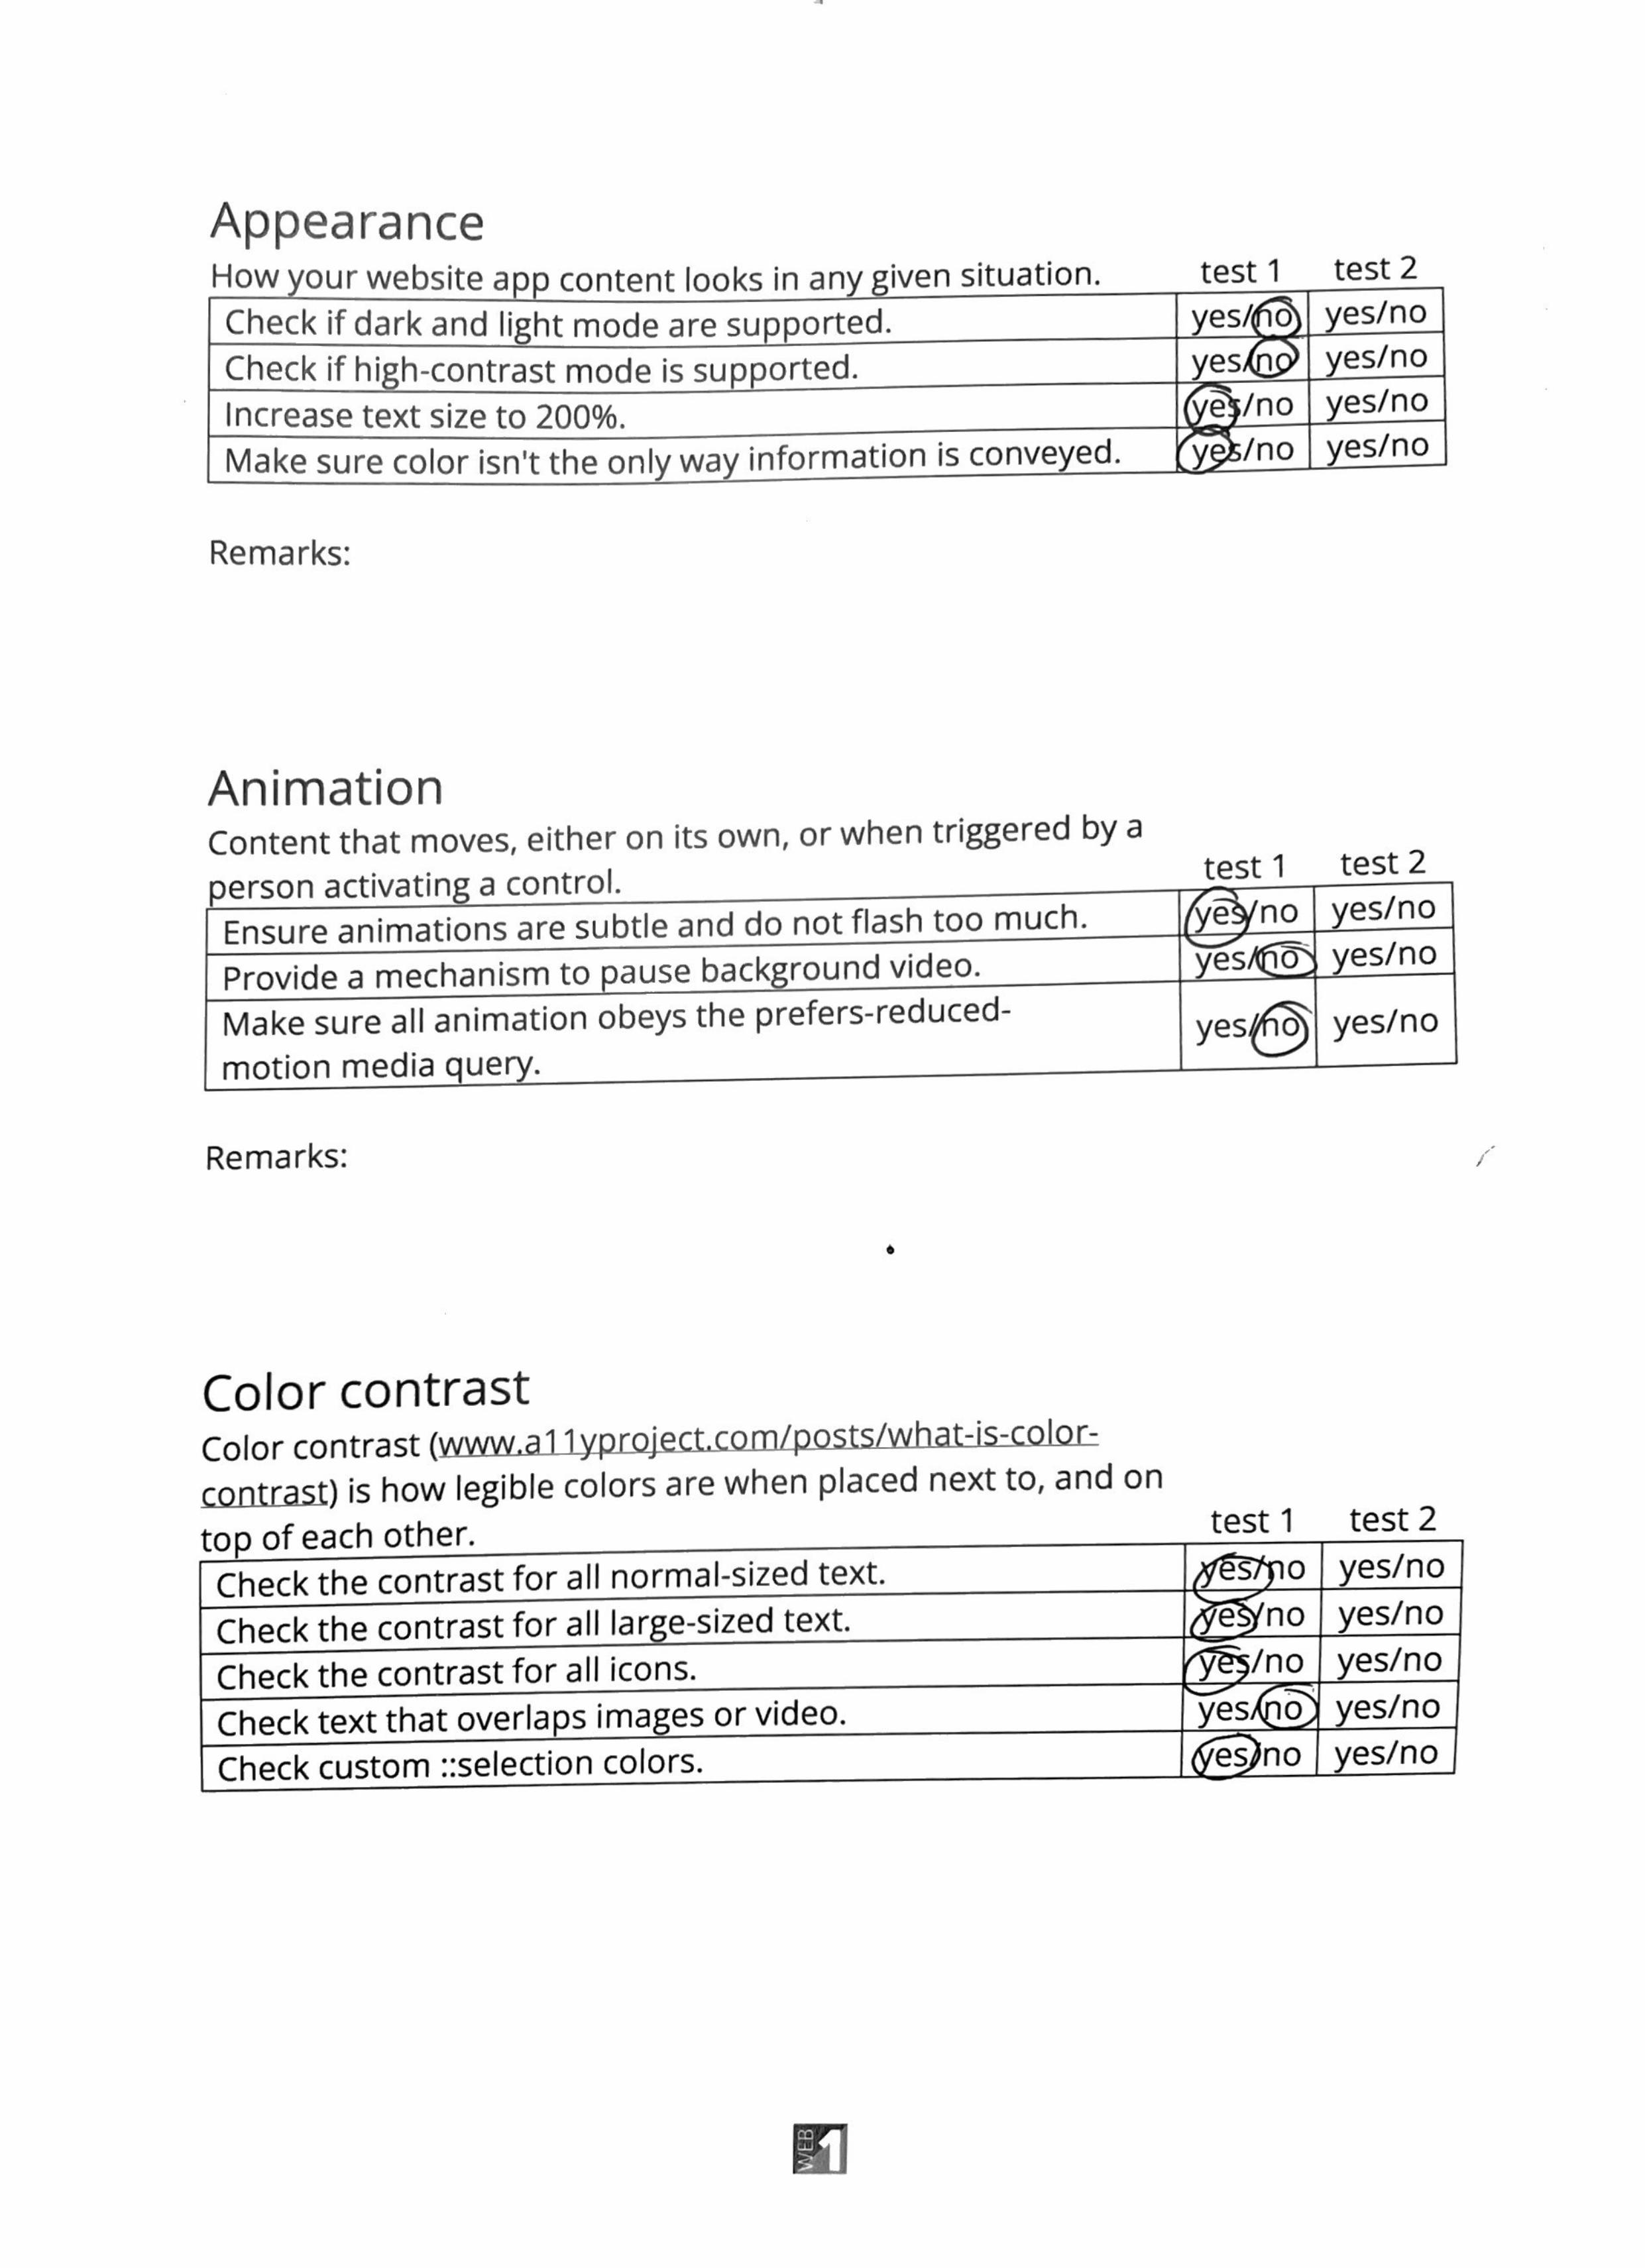 Appearance
How your website app content looks in any given situation. test 1 test 2
Check if dark and light mode are supported. yes/no yes/no
Check if high-contrast mode is supported. yes/no yes/no
Increase text size to 200%. yes/no yes/no
Make sure color isn't the only way information is conveyed. yes/no yes/no
Remarks:
Animation
Content that moves, either on its own, or when triggered by a
person activating a control. test 1 test 2
Ensure animations are subtle and do not flash too much. yes/no yes/no
Provide a mechanism to pause background video. yes/no yes/no
Make sure all animation obeys the prefers-reduced-
motion media query. yes/no yes/no
Remarks:
Color contrast
Color contrast (www.a11yproject.com/posts/what-is-color-
contrast) is how legible colors are when placed next to, and on
top of each other. test 1 test 2
Check the contrast for all normal-sized text. yes/no yes/no
Check the contrast for all large-sized text. yes/no yes/no
Check the contrast for all icons. yes/no yes/no
Check text that overlaps images or video. yes/no yes/no
Check custom ::selection colors. yes/no yes/no
WEB 1